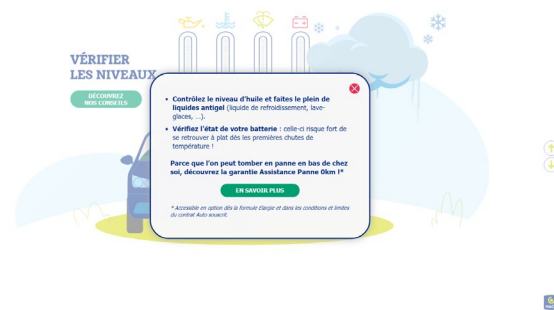 VÉRIFIER
LES NIVEAUX
DÉCOUVREZ
NOS CONSEILS
• Contrôlez le niveau d'huile et faites le plein de
liquides antigel (liquide de refroidissement, lave-
glaces, ...).
• Vérifiez l'état de votre batterie : celle-ci risque fort de
se retrouver à plat dès les premières chutes de
température !
Parce que l'on peut tomber en panne en bas de chez
soi, découvrez la garantie Assistance Panne 0km !*
EN SAVOIR PLUS
* Accessible en option dès la formule Elargie et dans les conditions et limites
du contrat Auto souscrit.